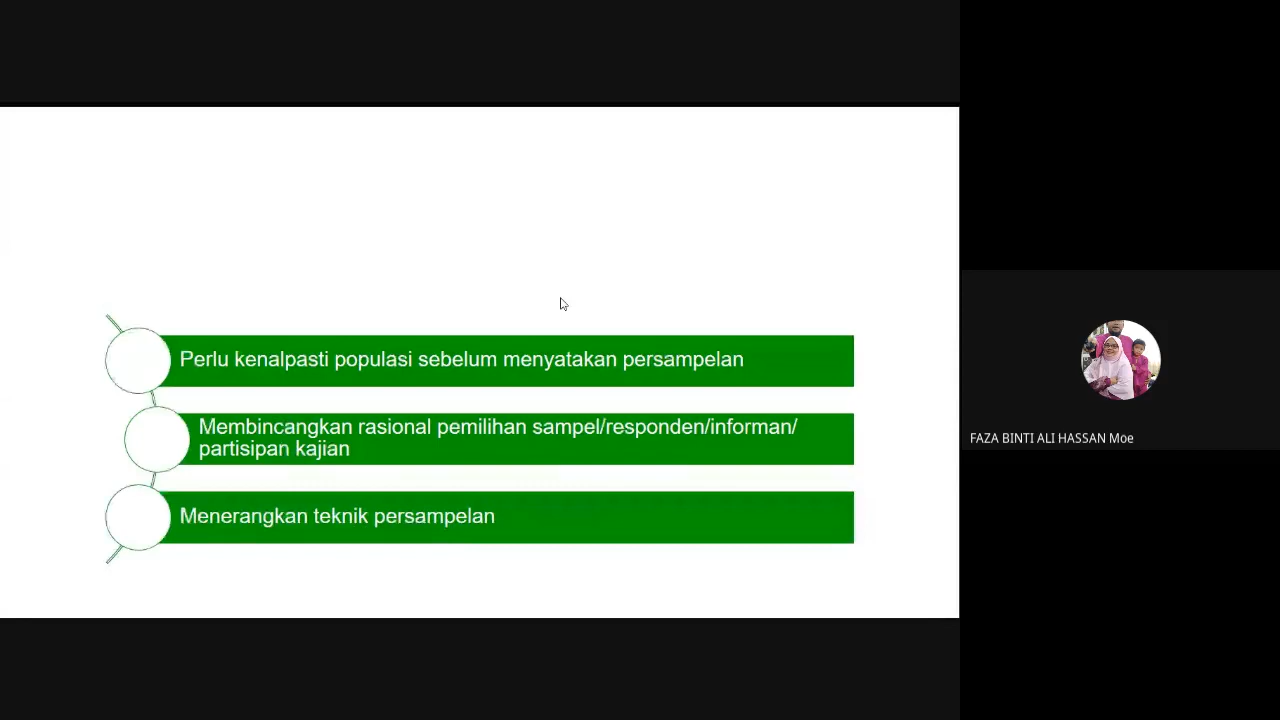 Perlu kenalpasti populasi sebelum menyatakan persampelan
Membincangkan rasional pemilihan sampel/responden/informan/
partisipan kajian
Menerangkan teknik persampelan
FAZA BINTI ALI HASSAN Moe